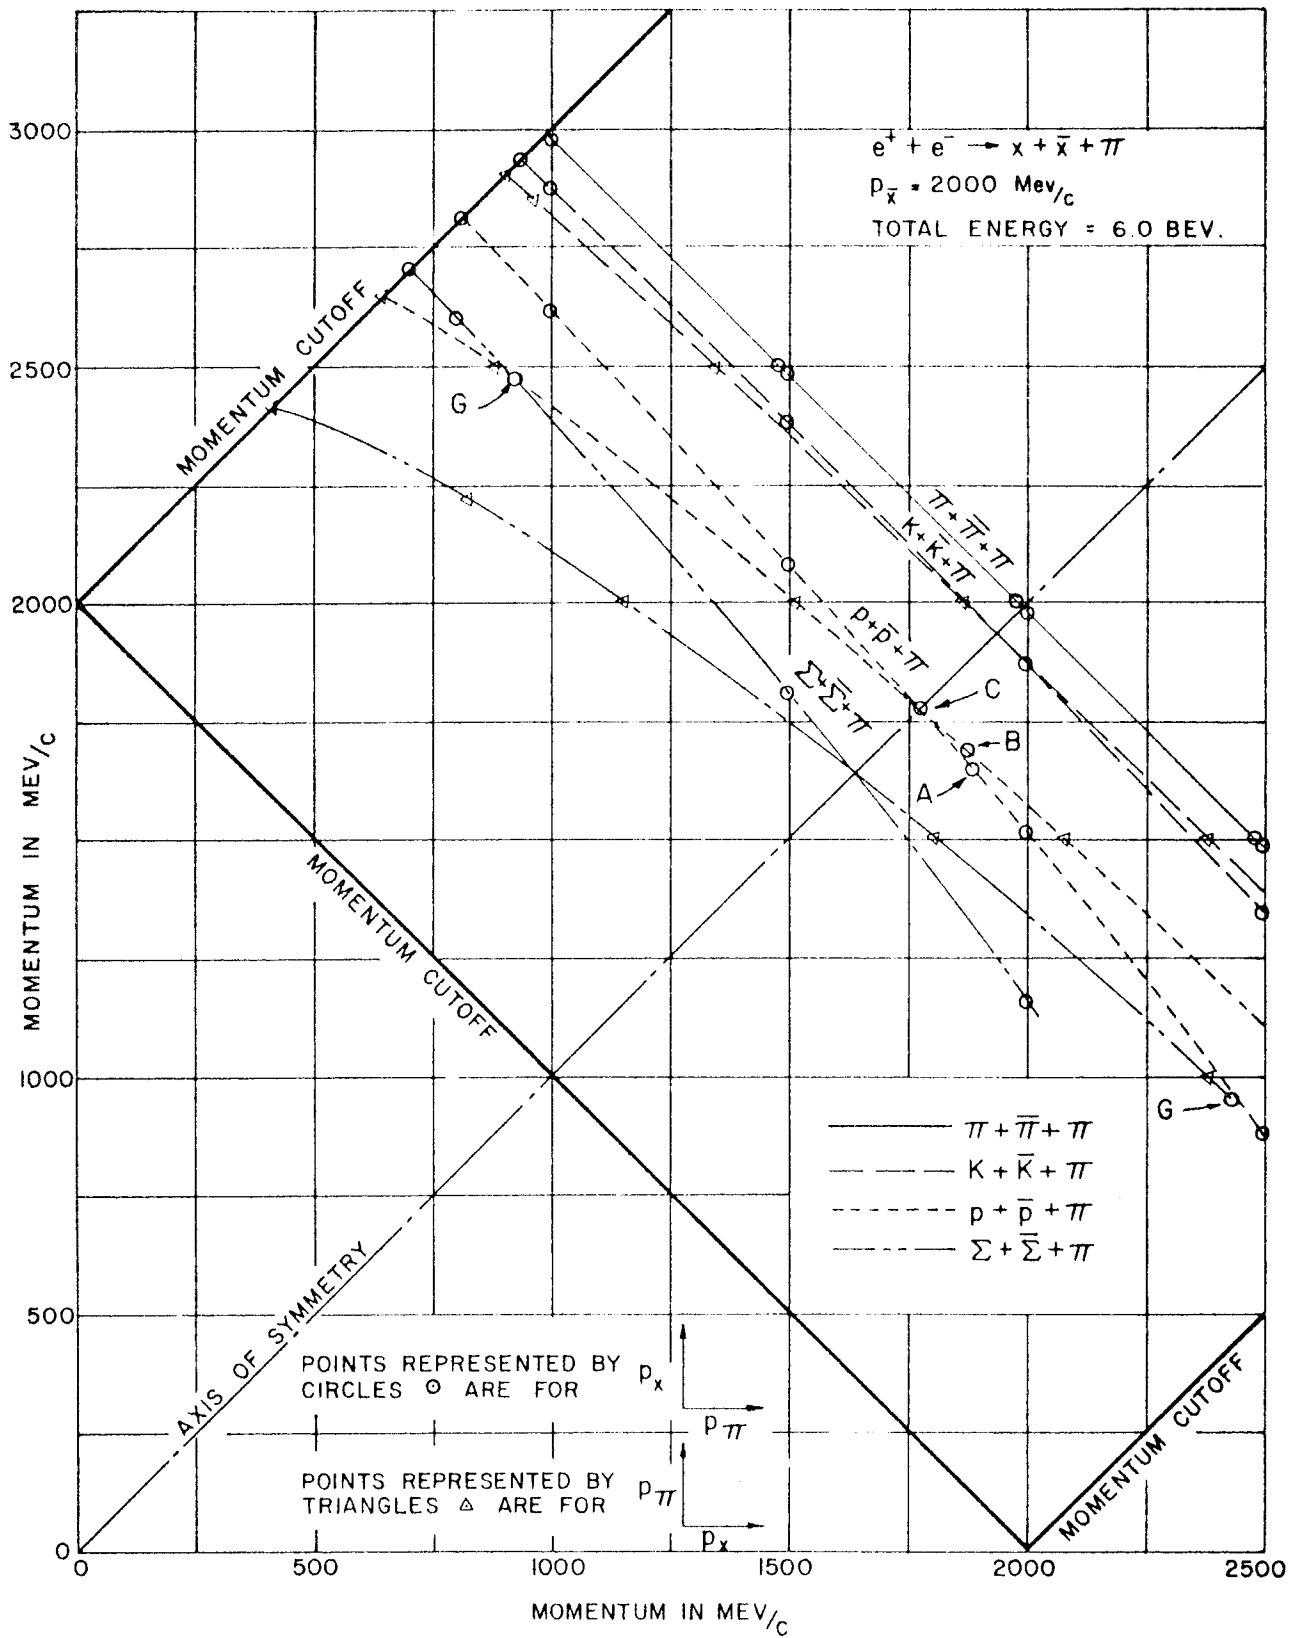 3000
2500
2000
1000
500
0
MOMENTUM IN MEV/c
e⁺ + e⁻ → x + x̄ + π
p_x̄ = 2000 Mev/c
TOTAL ENERGY = 6.0 BEV.
MOMENTUM CUTOFF
G
π + π̄ + π
K + K̄ + π
p + p̄ + π
Σ + Σ̄ + π
C
B
A
MOMENTUM CUTOFF
G
π + π̄ + π
K + K̄ + π
p + p̄ + π
Σ + Σ̄ + π
AXIS OF SYMMETRY
POINTS REPRESENTED BY
CIRCLES ⊙ ARE FOR
p_x
p_π
POINTS REPRESENTED BY
TRIANGLES △ ARE FOR
p_π
p_x
MOMENTUM CUTOFF
0 500 1000 1500 2000 2500
MOMENTUM IN MEV/c